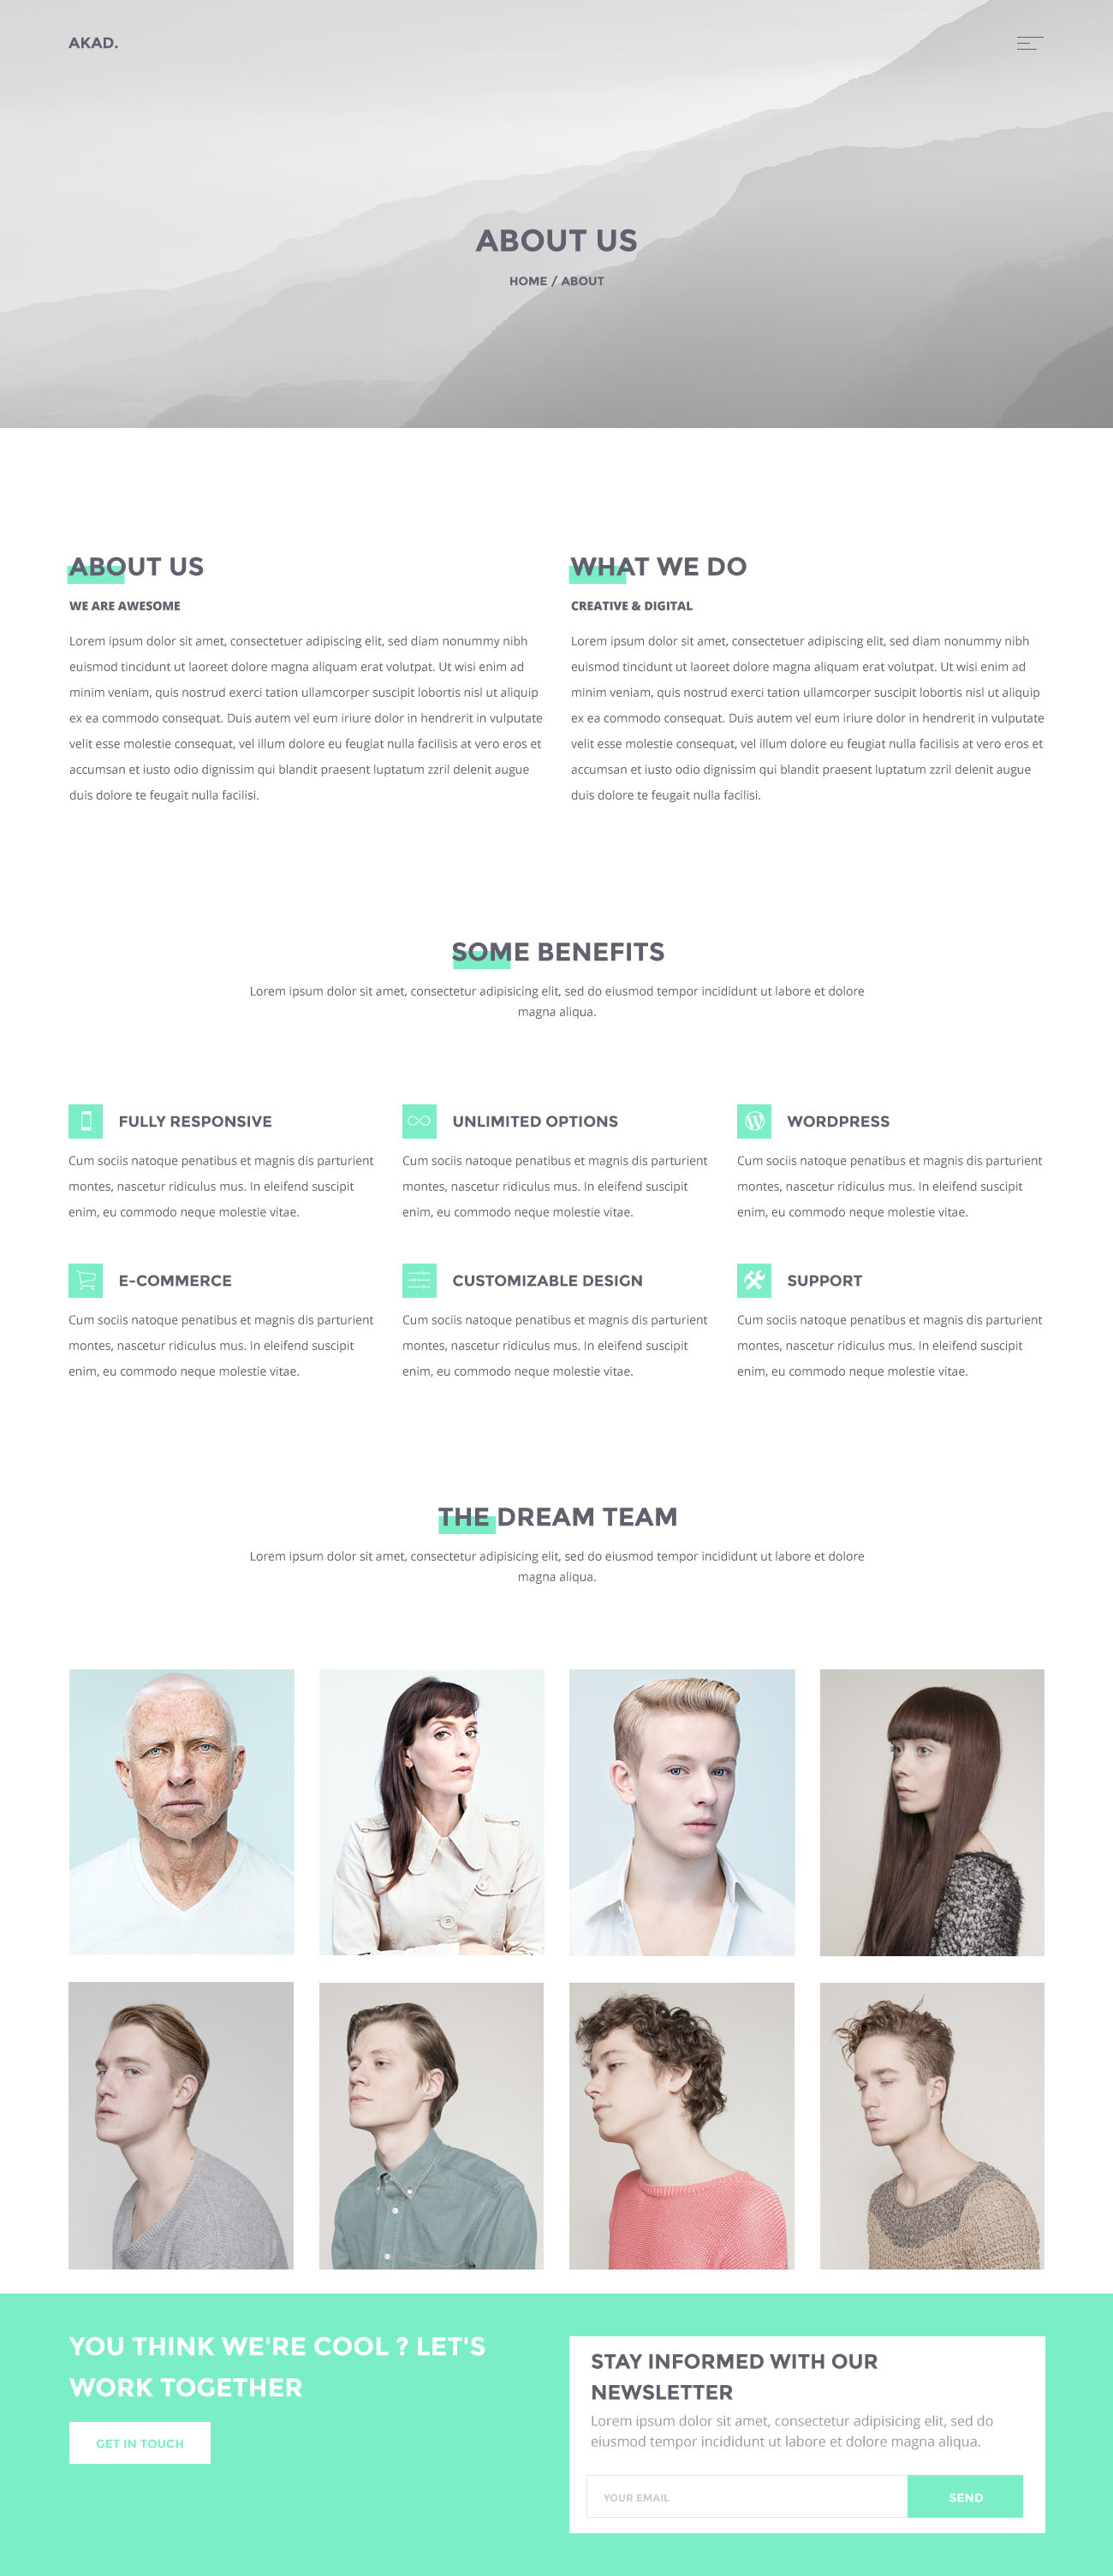 AKAD.
ABOUT US
HOME / ABOUT
ABOUT US
WE ARE AWESOME
Lorem ipsum dolor sit amet, consectetuer adipiscing elit, sed diam nonummy nibh
euismod tincidunt ut laoreet dolore magna aliquam erat volutpat. Ut wisi enim ad
minim veniam, quis nostrud exerci tation ullamcorper suscipit lobortis nisl ut aliquip
ex ea commodo consequat. Duis autem vel eum iriure dolor in hendrerit in vulputate
velit esse molestie consequat, vel illum dolore eu feugiat nulla facilisis at vero eros et
accumsan et iusto odio dignissim qui blandit praesent luptatum zzril delenit augue
duis dolore te feugait nulla facilisi.
WHAT WE DO
CREATIVE & DIGITAL
Lorem ipsum dolor sit amet, consectetuer adipiscing elit, sed diam nonummy nibh
euismod tincidunt ut laoreet dolore magna aliquam erat volutpat. Ut wisi enim ad
minim veniam, quis nostrud exerci tation ullamcorper suscipit lobortis nisl ut aliquip
ex ea commodo consequat. Duis autem vel eum iriure dolor in hendrerit in vulputate
velit esse molestie consequat, vel illum dolore eu feugiat nulla facilisis at vero eros et
accumsan et iusto odio dignissim qui blandit praesent luptatum zzril delenit augue
duis dolore te feugait nulla facilisi.
SOME BENEFITS
Lorem ipsum dolor sit amet, consectetur adipisicing elit, sed do eiusmod tempor incididunt ut labore et dolore
magna aliqua.
FULLY RESPONSIVE
Cum sociis natoque penatibus et magnis dis parturient
montes, nascetur ridiculus mus. In eleifend suscipit
enim, eu commodo neque molestie vitae.
UNLIMITED OPTIONS
Cum sociis natoque penatibus et magnis dis parturient
montes, nascetur ridiculus mus. In eleifend suscipit
enim, eu commodo neque molestie vitae.
WORDPRESS
Cum sociis natoque penatibus et magnis dis parturient
montes, nascetur ridiculus mus. In eleifend suscipit
enim, eu commodo neque molestie vitae.
E-COMMERCE
Cum sociis natoque penatibus et magnis dis parturient
montes, nascetur ridiculus mus. In eleifend suscipit
enim, eu commodo neque molestie vitae.
CUSTOMIZABLE DESIGN
Cum sociis natoque penatibus et magnis dis parturient
montes, nascetur ridiculus mus. In eleifend suscipit
enim, eu commodo neque molestie vitae.
SUPPORT
Cum sociis natoque penatibus et magnis dis parturient
montes, nascetur ridiculus mus. In eleifend suscipit
enim, eu commodo neque molestie vitae.
THE DREAM TEAM
Lorem ipsum dolor sit amet, consectetur adipisicing elit, sed do eiusmod tempor incididunt ut labore et dolore
magna aliqua.
YOU THINK WE'RE COOL ? LET'S
WORK TOGETHER
GET IN TOUCH
STAY INFORMED WITH OUR
NEWSLETTER
Lorem ipsum dolor sit amet, consectetur adipisicing elit, sed do
eiusmod tempor incididunt ut labore et dolore magna aliqua.
YOUR EMAIL
SEND